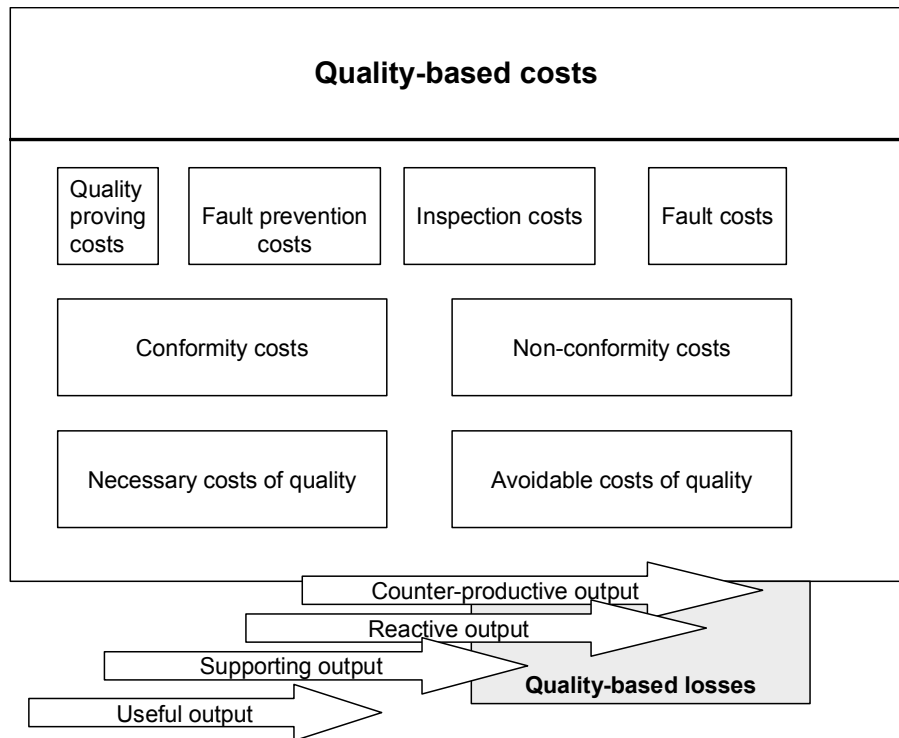 Quality-based costs
Quality
proving
costs
Fault prevention
costs
Inspection costs
Fault costs
Conformity costs
Non-conformity costs
Necessary costs of quality
Avoidable costs of quality
Counter-productive output
Reactive output
Supporting output
Quality-based losses
Useful output